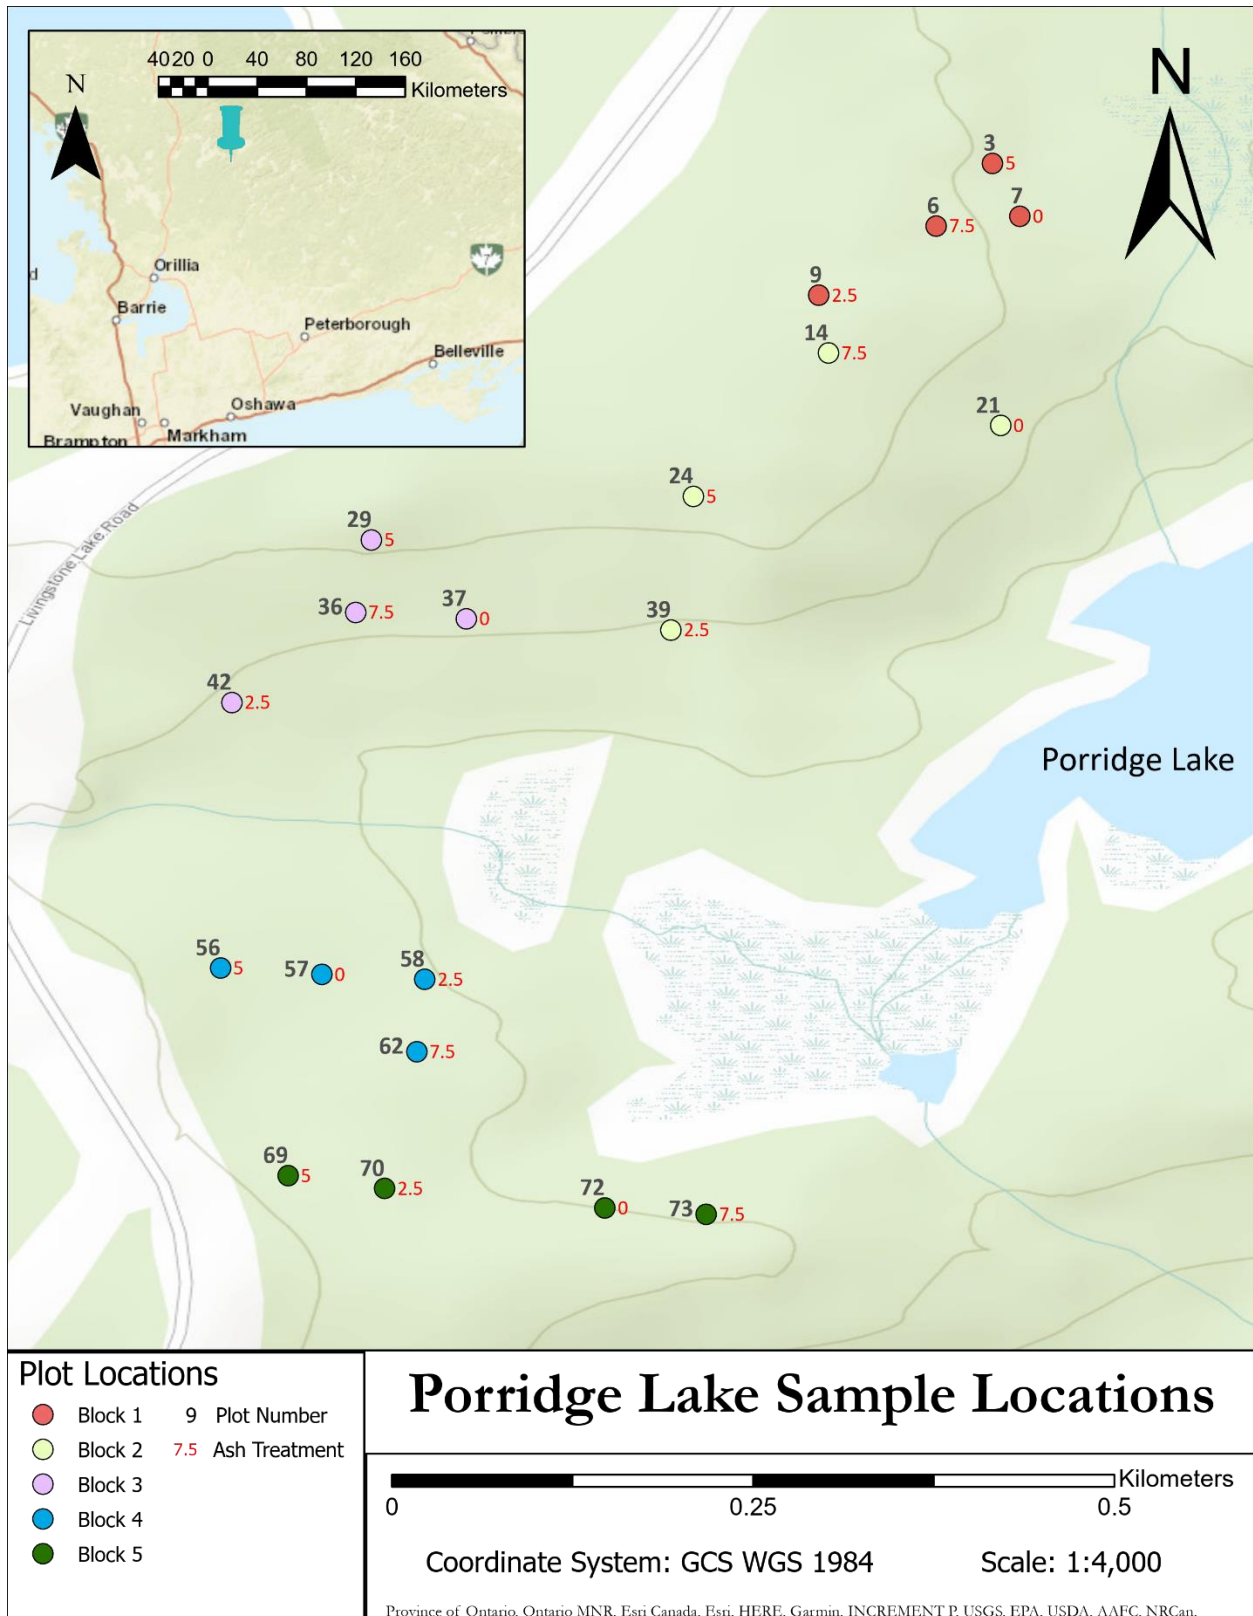 40 20 0 40 80 120 160
Kilometers
N
Orillia
Barrie
Peterborough
7
Belleville
Oshawa
Vaughan
Markham
Brampton
d
N
3
5
7
0
6
7.5
9
2.5
14
7.5
21
0
24
5
29
5
36
7.5
37
0
39
2.5
42
2.5
Livingstone Lake Road
Porridge Lake
56
5
57
0
58
2.5
62
7.5
69
5
70
2.5
72
0
73
7.5
Plot Locations
Block 1
9 Plot Number
Block 2
7.5 Ash Treatment
Block 3
Block 4
Block 5
Porridge Lake Sample Locations
Kilometers
0 0.25 0.5
Coordinate System: GCS WGS 1984 Scale: 1:4,000
Province of Ontario, Ontario MNR, Esri Canada, Esri, HERE, Garmin, INCREMENT P, USGS, EPA, USDA, AAFC, NRCan,